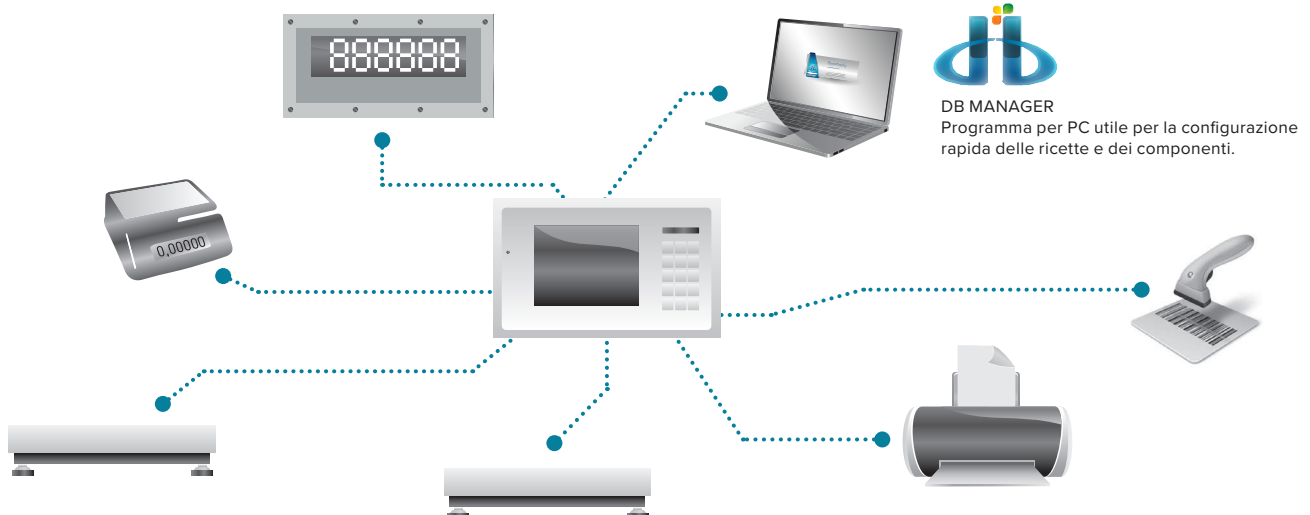 888888
DB MANAGER
Programma per PC utile per la configurazione
rapida delle ricette e dei componenti.
0,00000